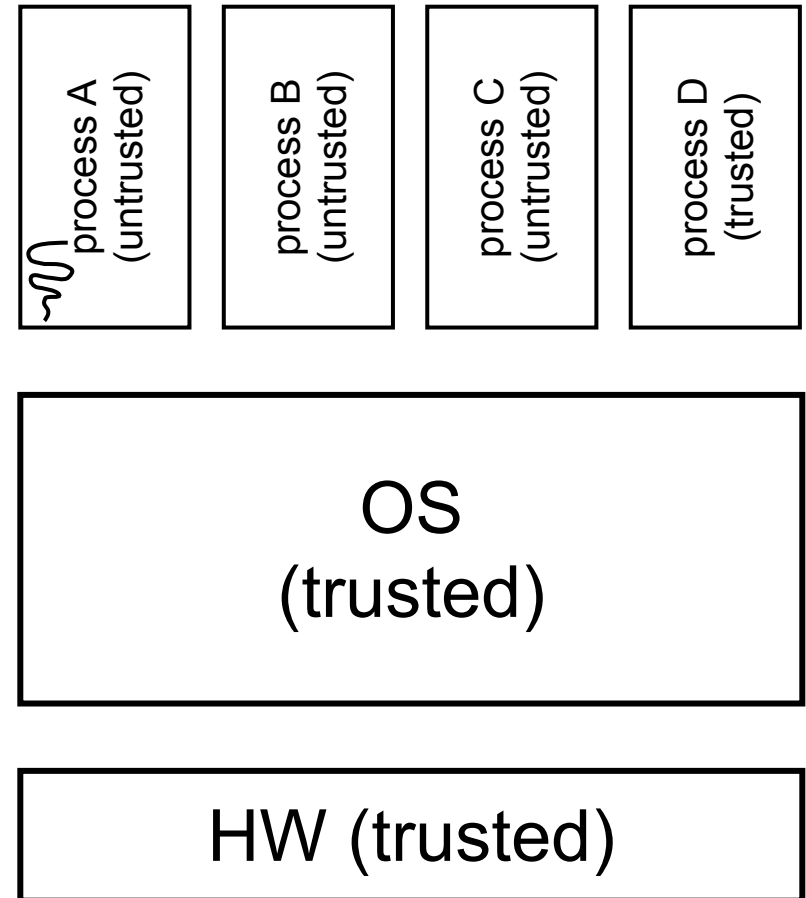 process A
(untrusted)
process B
(untrusted)
process C
(untrusted)
process D
(trusted)
OS
(trusted)
HW (trusted)